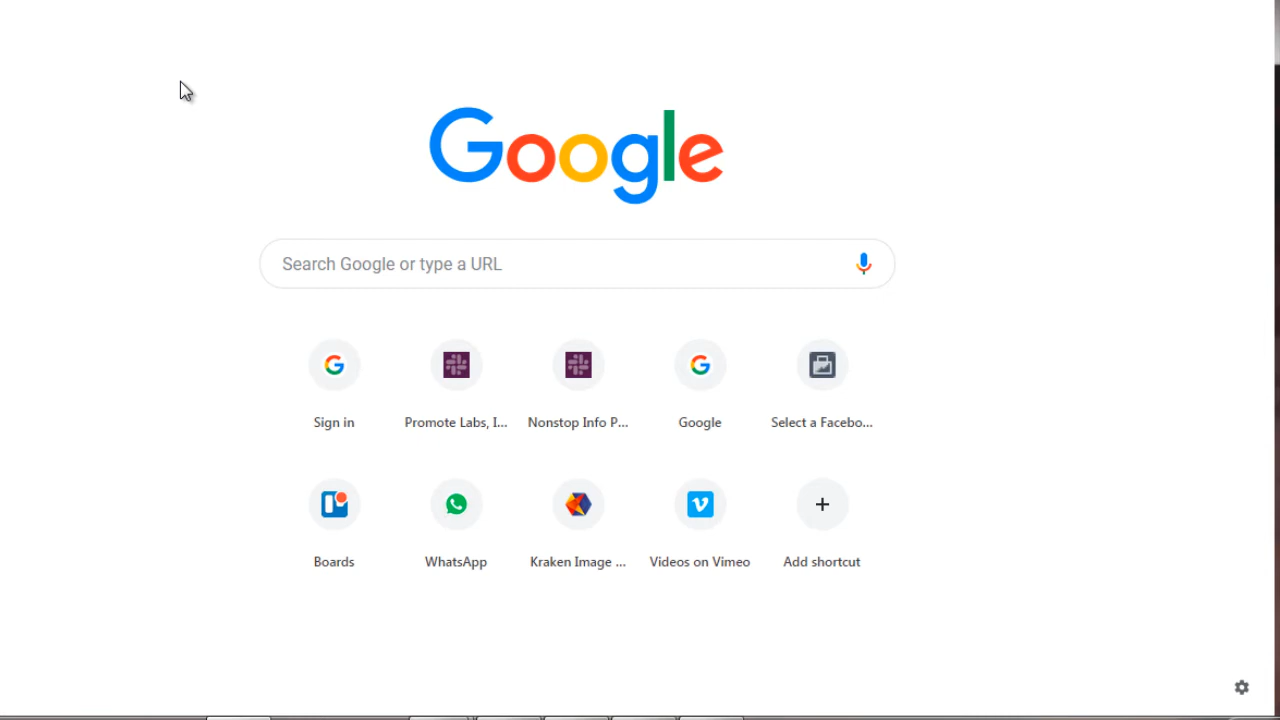 Google
Search Google or type a URL
Sign in
Promote Labs, I...
Nonstop Info P...
Google
Select a Facebo...
Boards
WhatsApp
Kraken Image ...
Videos on Vimeo
Add shortcut